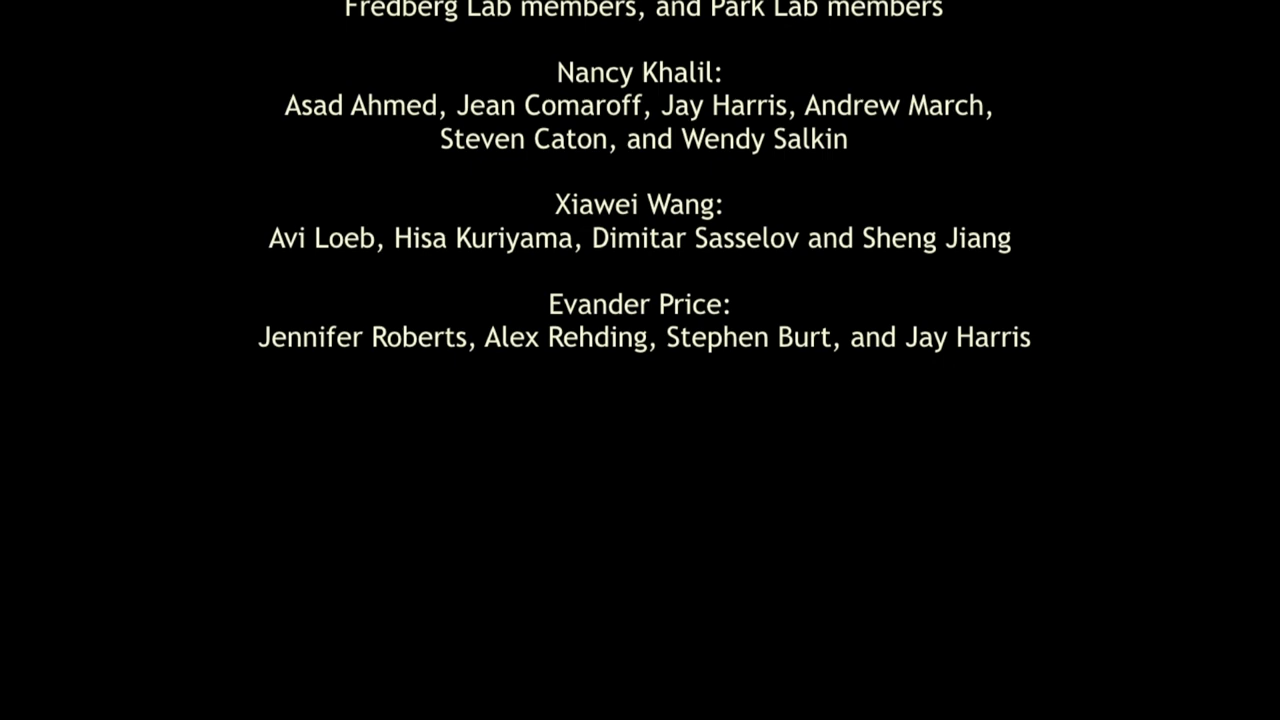 Fredberg Lab members, and Park Lab members
Nancy Khalil:
Asad Ahmed, Jean Comaroff, Jay Harris, Andrew March,
Steven Caton, and Wendy Salkin
Xiawei Wang:
Avi Loeb, Hisa Kuriyama, Dimitar Sasselov and Sheng Jiang
Evander Price:
Jennifer Roberts, Alex Rehding, Stephen Burt, and Jay Harris